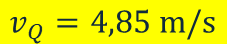 v_Q = 4,85 m/s